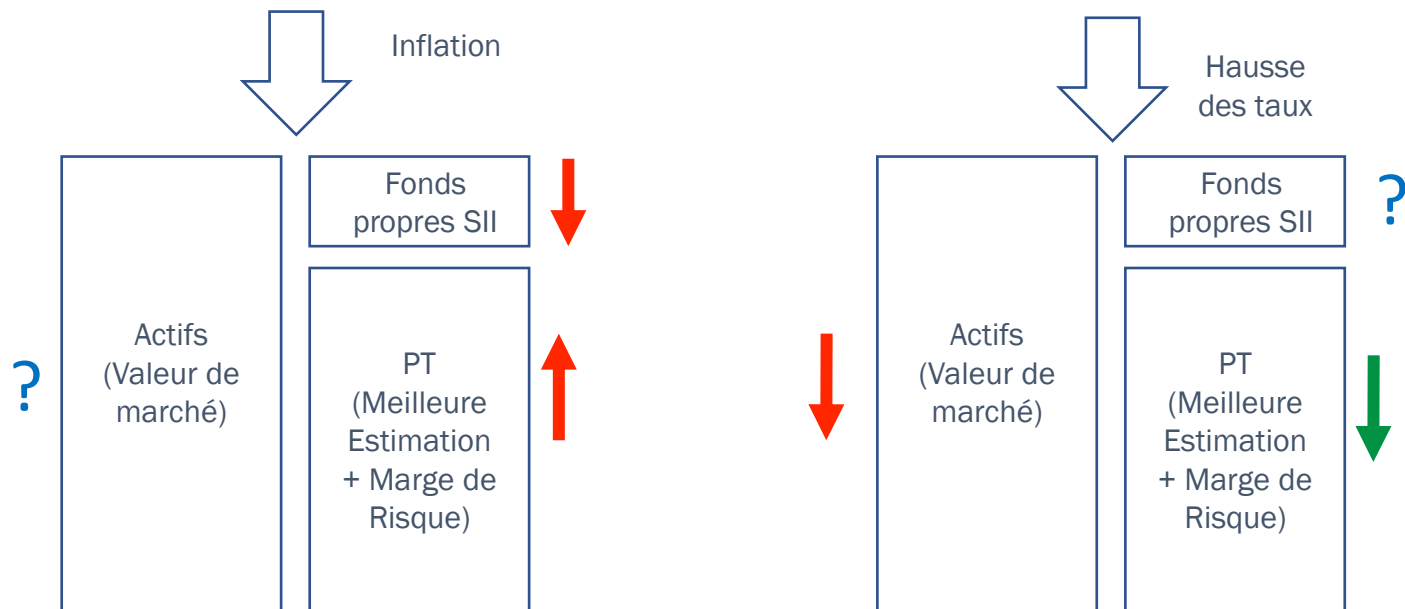 Inflation
Fonds
propres SII
?
Actifs
(Valeur de
marché)
PT
(Meilleure
Estimation
+ Marge de
Risque)
Hausse
des taux
Fonds
propres SII
?
Actifs
(Valeur de
marché)
PT
(Meilleure
Estimation
+ Marge de
Risque)